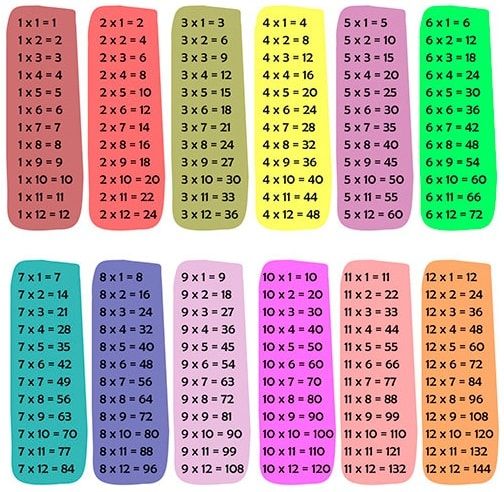 1 x 1 = 1
1 x 2 = 2
1 x 3 = 3
1 x 4 = 4
1 x 5 = 5
1 x 6 = 6
1 x 7 = 7
1 x 8 = 8
1 x 9 = 9
1 x 10 = 10
1 x 11 = 11
1 x 12 = 12
2 x 1 = 2
2 x 2 = 4
2 x 3 = 6
2 x 4 = 8
2 x 5 = 10
2 x 6 = 12
2 x 7 = 14
2 x 8 = 16
2 x 9 = 18
2 x 10 = 20
2 x 11 = 22
2 x 12 = 24
3 x 1 = 3
3 x 2 = 6
3 x 3 = 9
3 x 4 = 12
3 x 5 = 15
3 x 6 = 18
3 x 7 = 21
3 x 8 = 24
3 x 9 = 27
3 x 10 = 30
3 x 11 = 33
3 x 12 = 36
4 x 1 = 4
4 x 2 = 8
4 x 3 = 12
4 x 4 = 16
4 x 5 = 20
4 x 6 = 24
4 x 7 = 28
4 x 8 = 32
4 x 9 = 36
4 x 10 = 40
4 x 11 = 44
4 x 12 = 48
5 x 1 = 5
5 x 2 = 10
5 x 3 = 15
5 x 4 = 20
5 x 5 = 25
5 x 6 = 30
5 x 7 = 35
5 x 8 = 40
5 x 9 = 45
5 x 10 = 50
5 x 11 = 55
5 x 12 = 60
6 x 1 = 6
6 x 2 = 12
6 x 3 = 18
6 x 4 = 24
6 x 5 = 30
6 x 6 = 36
6 x 7 = 42
6 x 8 = 48
6 x 9 = 54
6 x 10 = 60
6 x 11 = 66
6 x 12 = 72
7 x 1 = 7
7 x 2 = 14
7 x 3 = 21
7 x 4 = 28
7 x 5 = 35
7 x 6 = 42
7 x 7 = 49
7 x 8 = 56
7 x 9 = 63
7 x 10 = 70
7 x 11 = 77
7 x 12 = 84
8 x 1 = 8
8 x 2 = 16
8 x 3 = 24
8 x 4 = 32
8 x 5 = 40
8 x 6 = 48
8 x 7 = 56
8 x 8 = 64
8 x 9 = 72
8 x 10 = 80
8 x 11 = 88
8 x 12 = 96
9 x 1 = 9
9 x 2 = 18
9 x 3 = 27
9 x 4 = 36
9 x 5 = 45
9 x 6 = 54
9 x 7 = 63
9 x 8 = 72
9 x 9 = 81
9 x 10 = 90
9 x 11 = 99
9 x 12 = 108
10 x 1 = 10
10 x 2 = 20
10 x 3 = 30
10 x 4 = 40
10 x 5 = 50
10 x 6 = 60
10 x 7 = 70
10 x 8 = 80
10 x 9 = 90
10 x 10 = 100
10 x 11 = 110
10 x 12 = 120
11 x 1 = 11
11 x 2 = 22
11 x 3 = 33
11 x 4 = 44
11 x 5 = 55
11 x 6 = 66
11 x 7 = 77
11 x 8 = 88
11 x 9 = 99
11 x 10 = 110
11 x 11 = 121
11 x 12 = 132
12 x 1 = 12
12 x 2 = 24
12 x 3 = 36
12 x 4 = 48
12 x 5 = 60
12 x 6 = 72
12 x 7 = 84
12 x 8 = 96
12 x 9 = 108
12 x 10 = 120
12 x 11 = 132
12 x 12 = 144